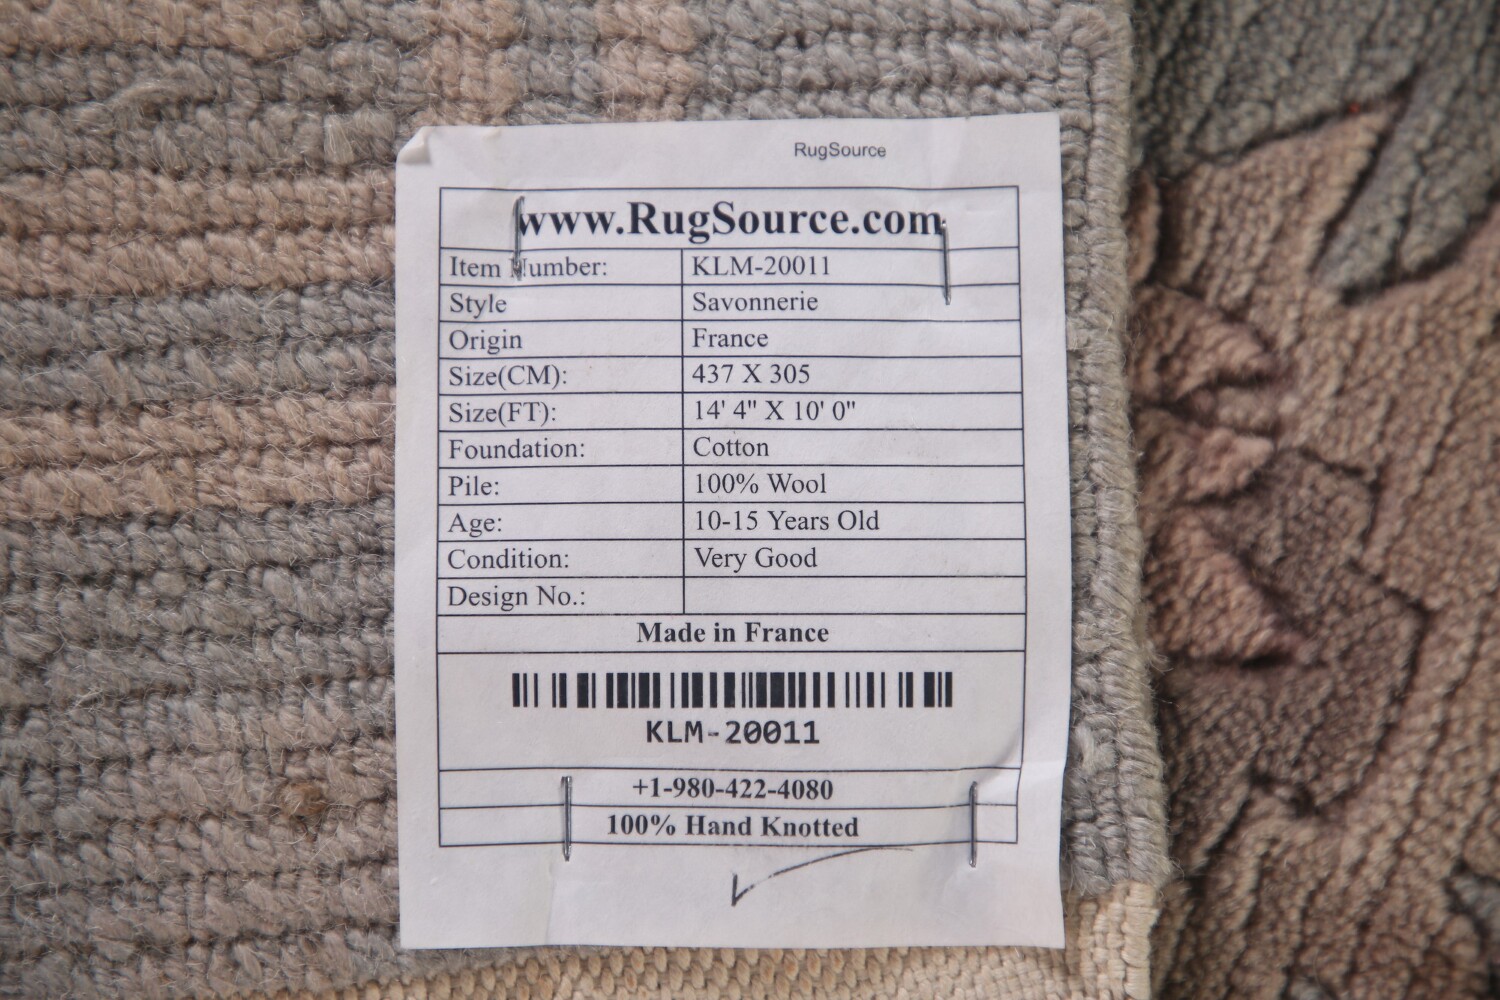 RugSource
www.RugSource.com
Item Number: KLM-20011
Style Savonnerie
Origin France
Size(CM): 437 X 305
Size(FT): 14' 4" X 10' 0"
Foundation: Cotton
Pile: 100% Wool
Age: 10-15 Years Old
Condition: Very Good
Design No.:
Made in France
KLM-20011
+1-980-422-4080
100% Hand Knotted